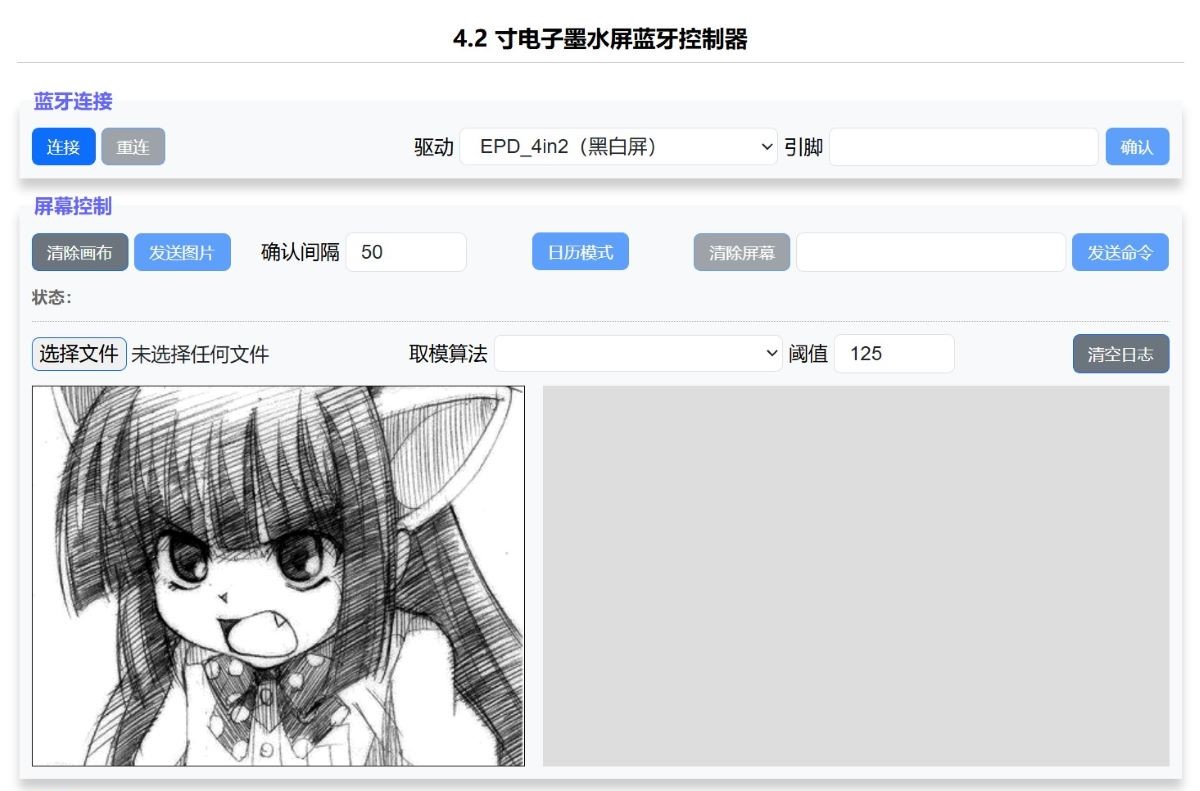 4.2 寸电子墨水屏蓝牙控制器
蓝牙连接
连接 重连 驱动 EPD_4in2（黑白屏） 引脚 确认
屏幕控制
清除画布 发送图片 确认间隔 50 日历模式 清除屏幕 发送命令
状态：
选择文件 未选择任何文件 取模算法 阈值 125 清空日志